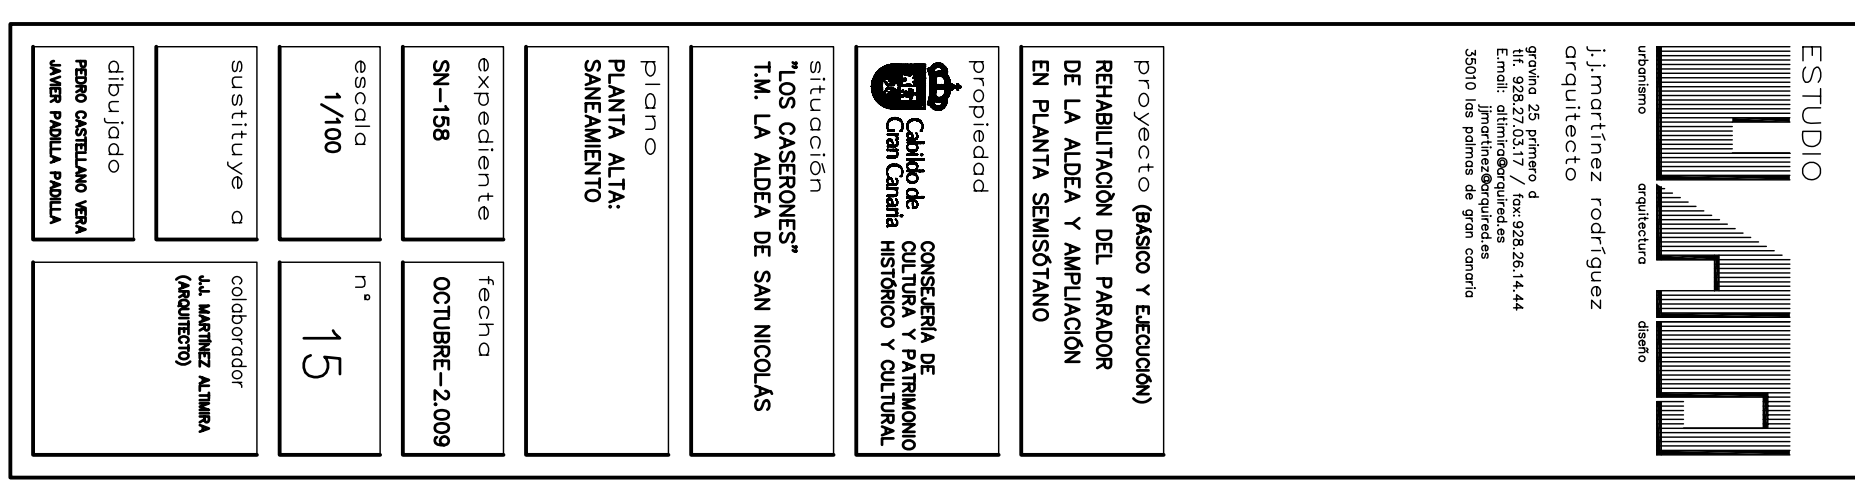 ESTUDIO
urbanismo
arquitectura
diseño
j.j.martínez rodríguez
arquitecto
gravina 25 primero d
tlf. 928.27.03.17 / fax: 928.26.14.44
E.mail: altimira@arquired.es
jjmartinez@arquired.es
35010 las palmas de gran canaria
proyecto (BÁSICO Y EJECUCIÓN)
REHABILITACIÒN DEL PARADOR
DE LA ALDEA Y AMPLIACIÓN
EN PLANTA SEMISÓTANO
propiedad
Cabildo de
Gran Canaria
CONSEJERÍA DE
CULTURA Y PATRIMONIO
HISTÓRICO Y CULTURAL
situación
"LOS CASERONES"
T.M. LA ALDEA DE SAN NICOLÁS
plano
PLANTA ALTA:
SANEAMIENTO
expediente
SN-158
fecha
OCTUBRE-2.009
escala
1/100
nº
15
sustituye a
colaborador
J.J. MARTÍNEZ ALTIMIRA
(ARQUITECTO)
dibujado
PEDRO CASTELLANO VERA
JAVIER PADILLA PADILLA